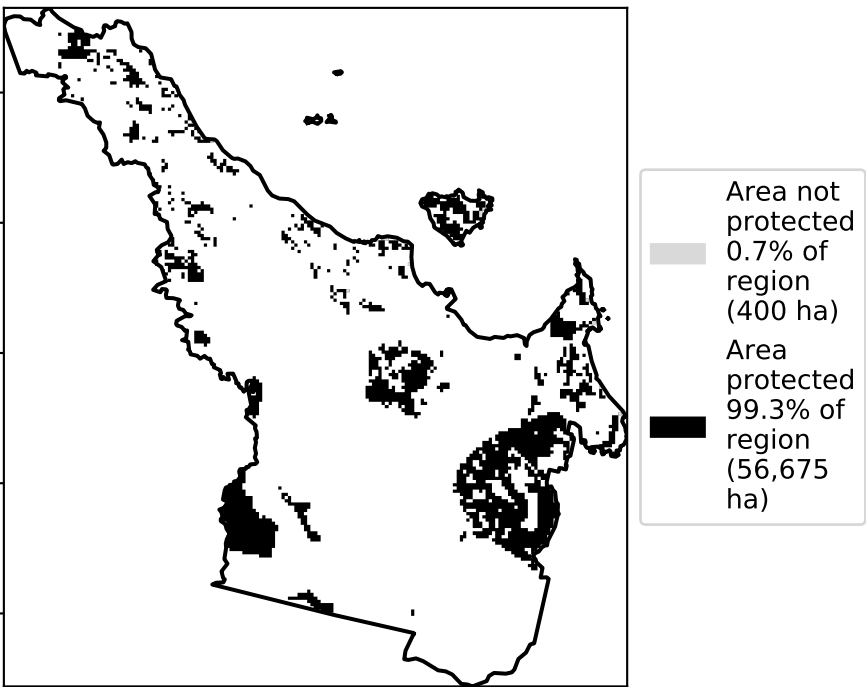 Area not
protected
0.7% of
region
(400 ha)
Area
protected
99.3% of
region
(56,675
ha)